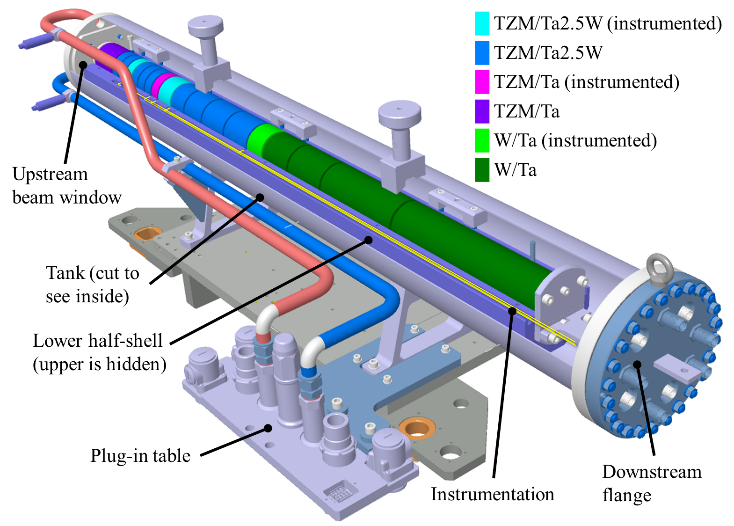 TZM/Ta2.5W (instrumented)
TZM/Ta2.5W
TZM/Ta (instrumented)
TZM/Ta
W/Ta (instrumented)
W/Ta
Upstream
beam window
Tank (cut to
see inside)
Lower half-shell
(upper is hidden)
Plug-in table
Instrumentation
Downstream
flange